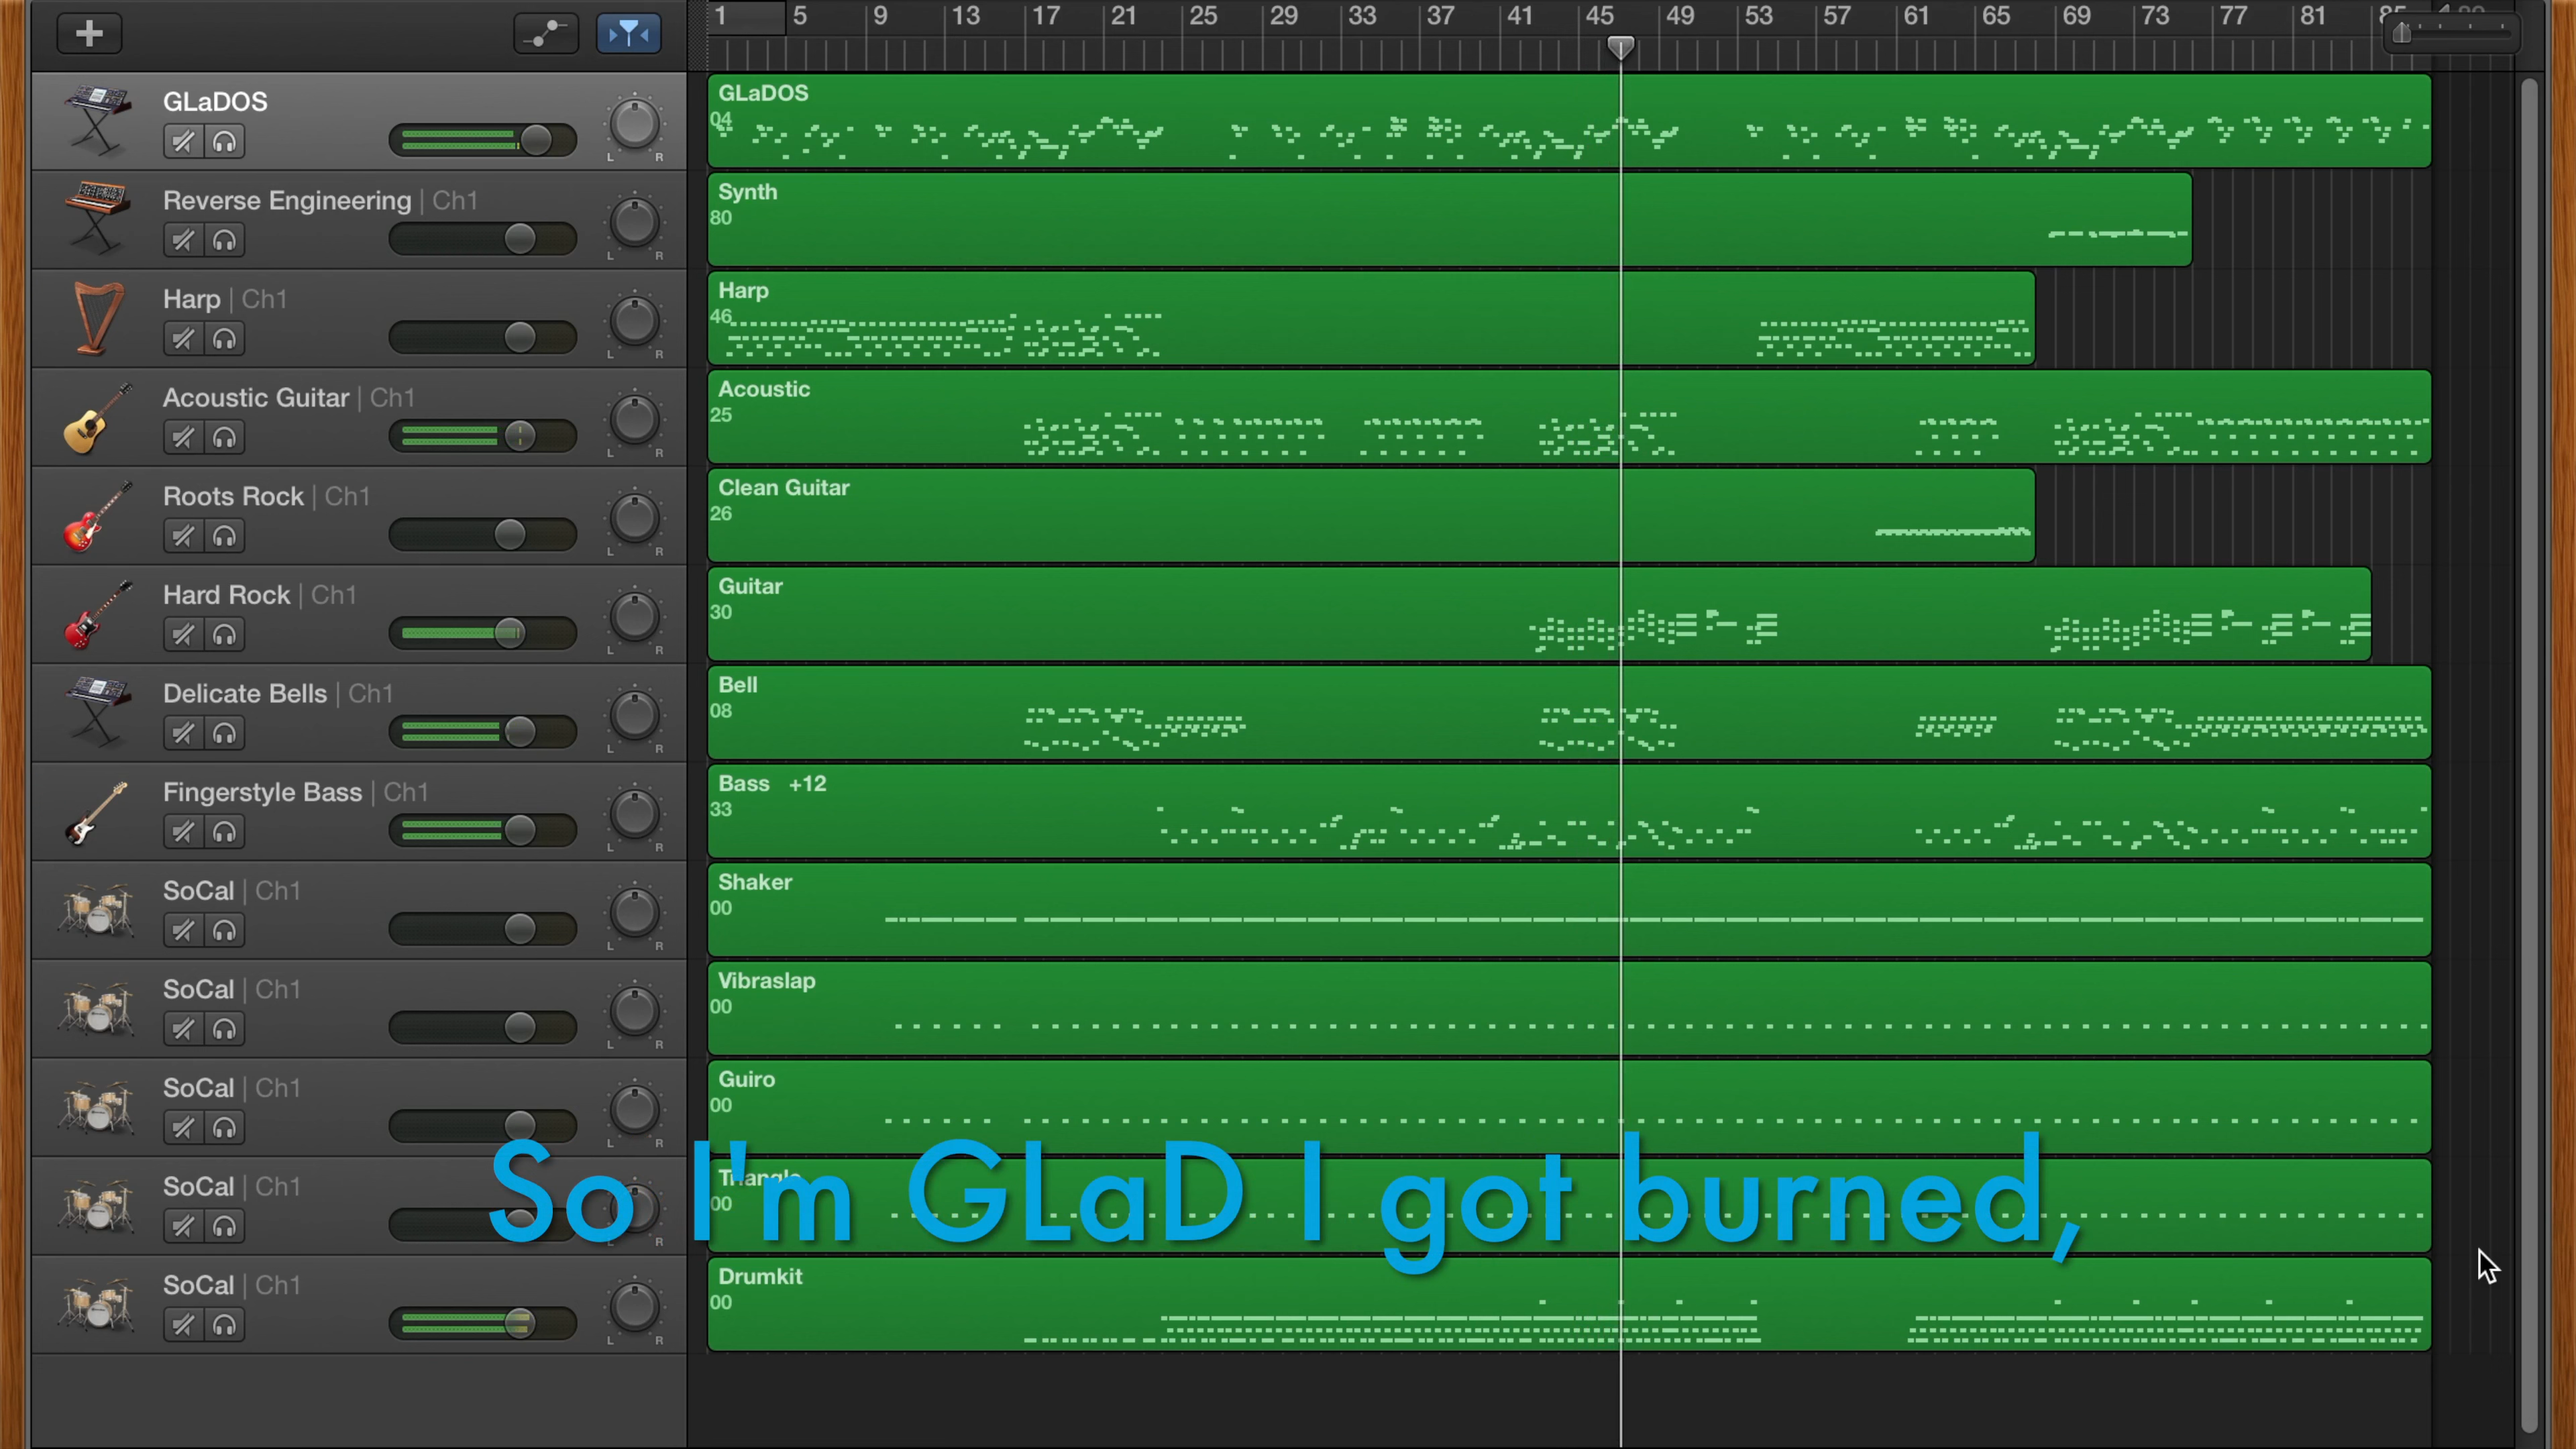 1 5 9 13 17 21 25 29 33 37 41 45 49 53 57 61 65 69 73 77 81 85
GLaDOS
L R
GLaDOS
04
Reverse Engineering | Ch1
L R
Synth
80
Harp | Ch1
L R
Harp
46
Acoustic Guitar | Ch1
L R
Acoustic
25
Roots Rock | Ch1
L R
Clean Guitar
26
Hard Rock | Ch1
L R
Guitar
30
Delicate Bells | Ch1
L R
Bell
08
Fingerstyle Bass | Ch1
L R
Bass +12
33
SoCal | Ch1
L R
Shaker
00
SoCal | Ch1
L R
Vibraslap
00
SoCal | Ch1
L R
Guiro
00
So I'm GLaD I got burned,
SoCal | Ch1
L R
Triangle
00
SoCal | Ch1
L R
Drumkit
00